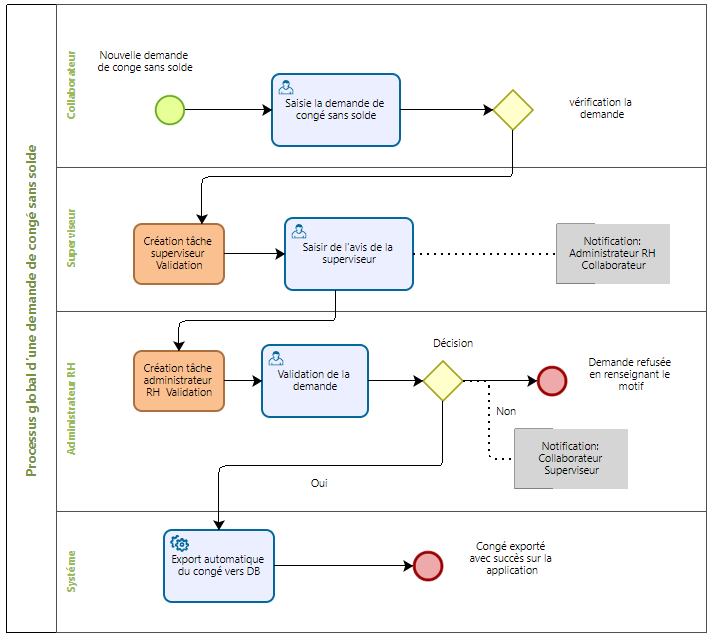 Processus global d'une demande de congé sans solde
Collaborateur
Nouvelle demande
de conge sans solde
Saisie la demande de
congé sans solde
vérification la
demande
Superviseur
Création tâche
superviseur
Validation
Saisir de l'avis de la
superviseur
Notification:
Administrateur RH
Collaborateur
Administrateur RH
Création tâche
administrateur
RH Validation
Validation de la
demande
Décision
Demande refusée
en renseignant le
motif
Non
Notification:
Collaborateur
Superviseur
Oui
Systéme
Export automatique
du congé vers DB
Congé exporté
avec succès sur la
application